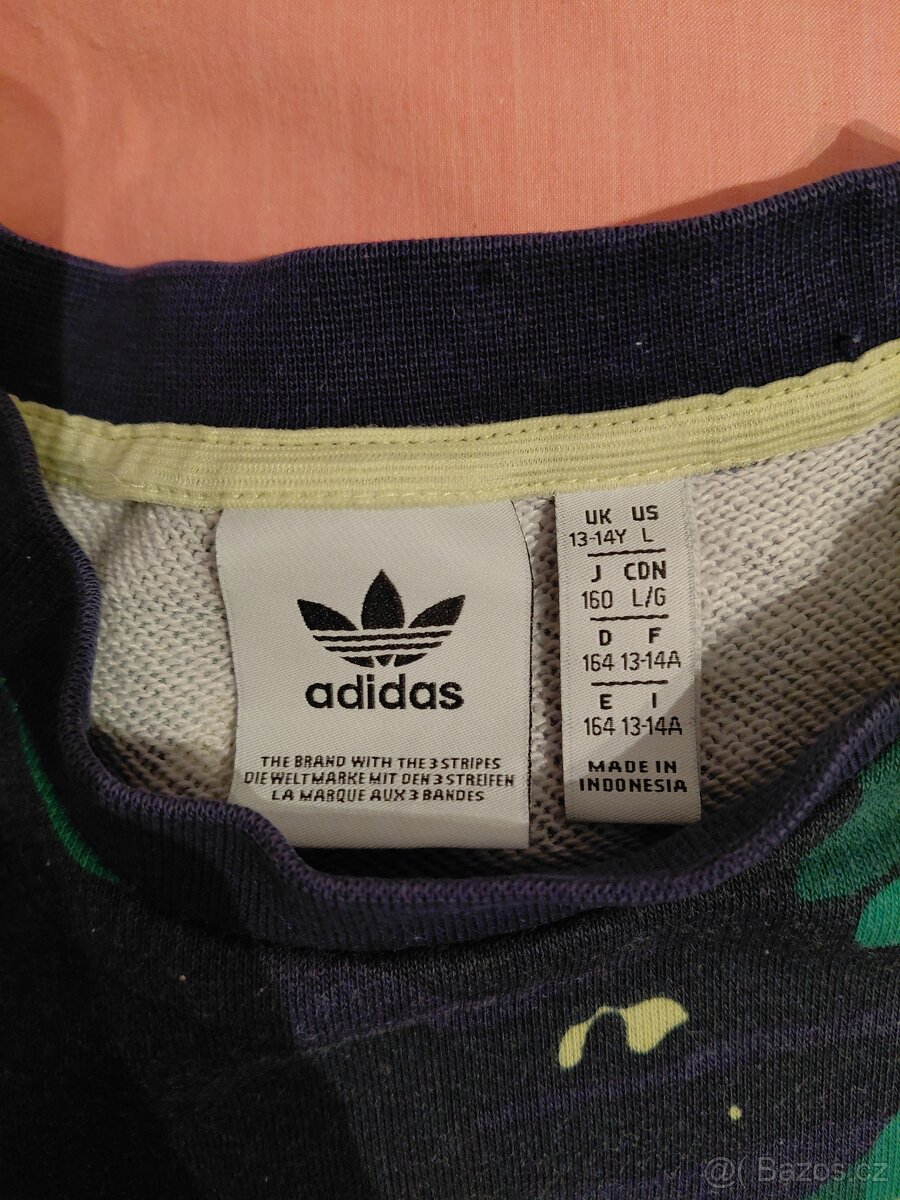 adidas
THE BRAND WITH THE 3 STRIPES
DIE WELTMARKE MIT DEN 3 STREIFEN
LA MARQUE AUX 3 BANDES
UK US
13-14Y L
J CDN
160 L/G
D F
164 13-14A
E I
164 13-14A
MADE IN
INDONESIA
@( Bazos.cz